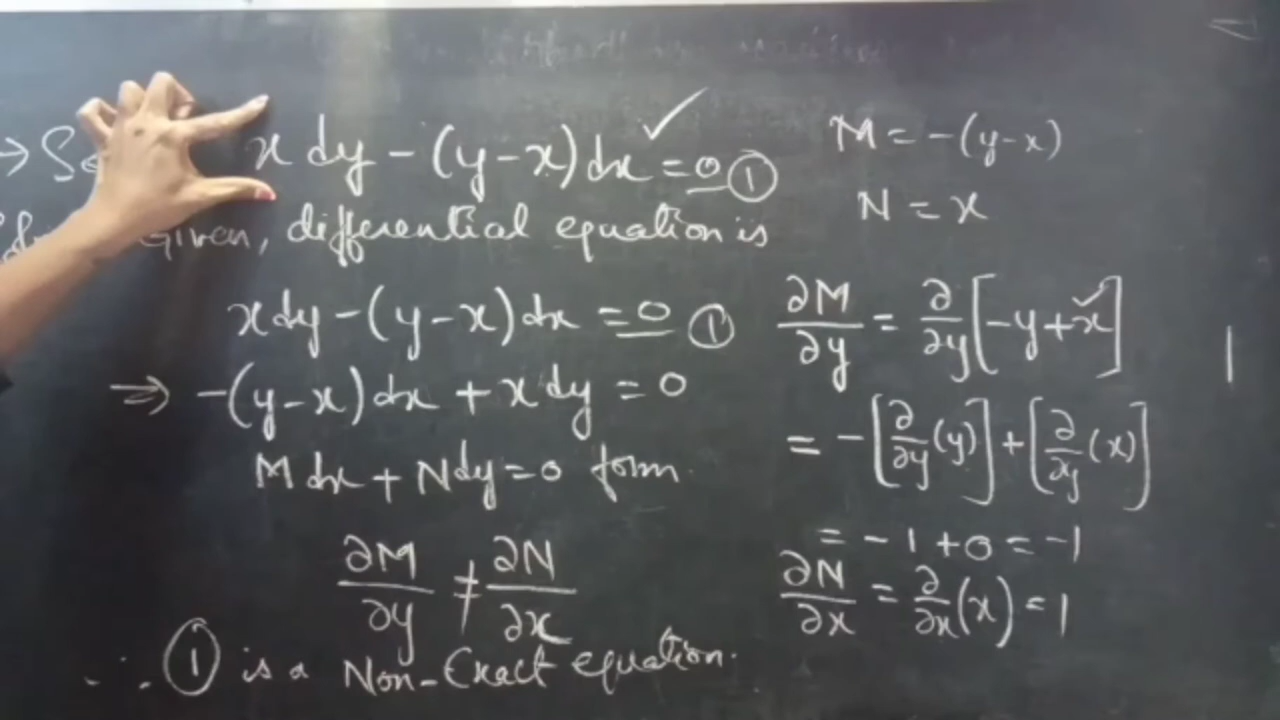 → x dy - (y-x)dx = 0 ① ✓
Given, differential equation is
xdy - (y-x)dx = 0 ①
⇒ -(y-x)dx + x dy = 0
M dx + N dy = 0 form.
∂M/∂y ≠ ∂N/∂x
∴ ① is a Non-Exact equation.
M = -(y-x)
N = x
∂M/∂y = ∂/∂y[-y+x]
= -[∂/∂y(y)] + [∂/∂y(x)]
= -1+0 = -1
∂N/∂x = ∂/∂x(x) = 1